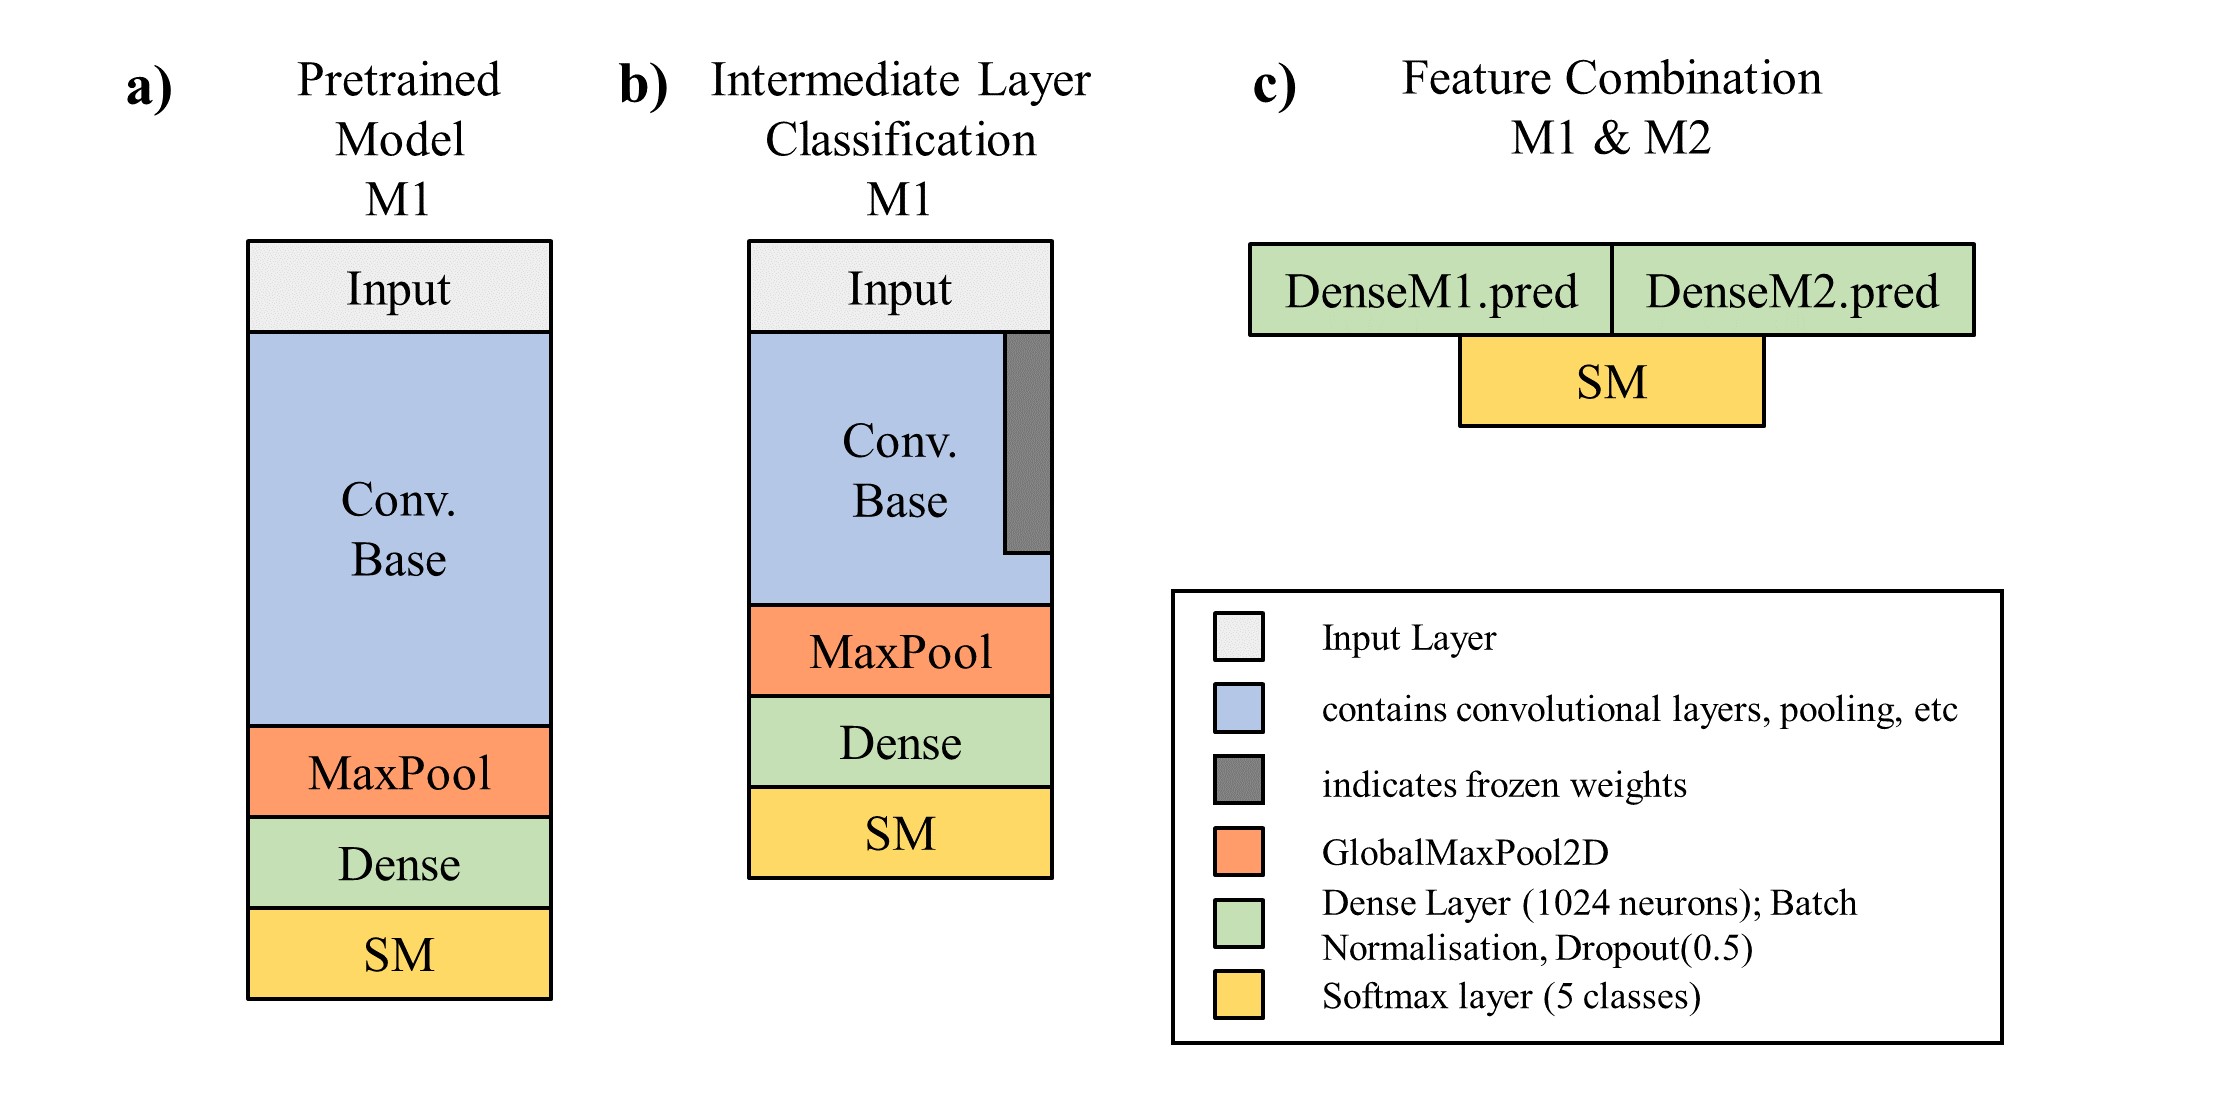 a)
Pretrained
Model
M1
Input
Conv.
Base
MaxPool
Dense
SM
b)
Intermediate Layer
Classification
M1
Input
Conv.
Base
MaxPool
Dense
SM
c)
Feature Combination
M1 & M2
DenseM1.pred DenseM2.pred
SM
Input Layer
contains convolutional layers, pooling, etc
indicates frozen weights
GlobalMaxPool2D
Dense Layer (1024 neurons); Batch
Normalisation, Dropout(0.5)
Softmax layer (5 classes)